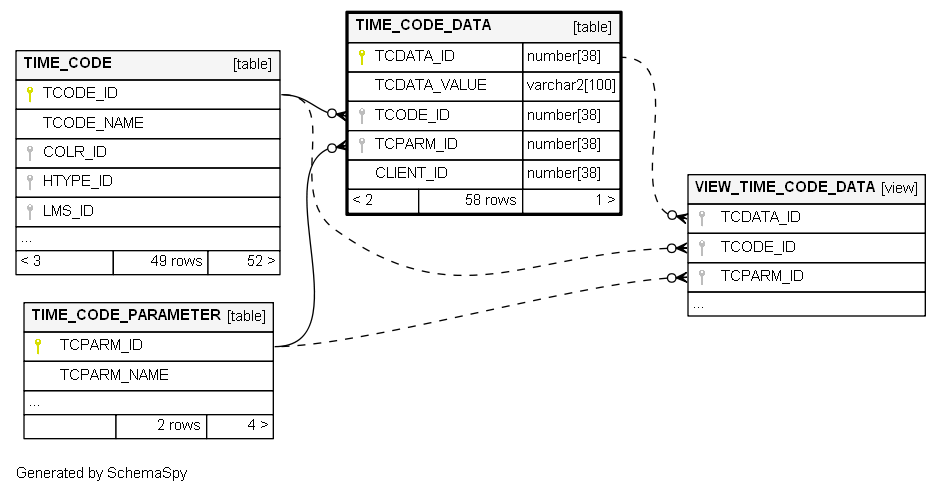 TIME_CODE_DATA [table]
TCDATA_ID number[38]
TCDATA_VALUE varchar2[100]
TCODE_ID number[38]
TCPARM_ID number[38]
CLIENT_ID number[38]
< 2 58 rows 1 >
TIME_CODE [table]
TCODE_ID
TCODE_NAME
COLR_ID
HTYPE_ID
LMS_ID
...
< 3 49 rows 52 >
VIEW_TIME_CODE_DATA [view]
TCDATA_ID
TCODE_ID
TCPARM_ID
...
TIME_CODE_PARAMETER [table]
TCPARM_ID
TCPARM_NAME
...
2 rows 4 >
Generated by SchemaSpy